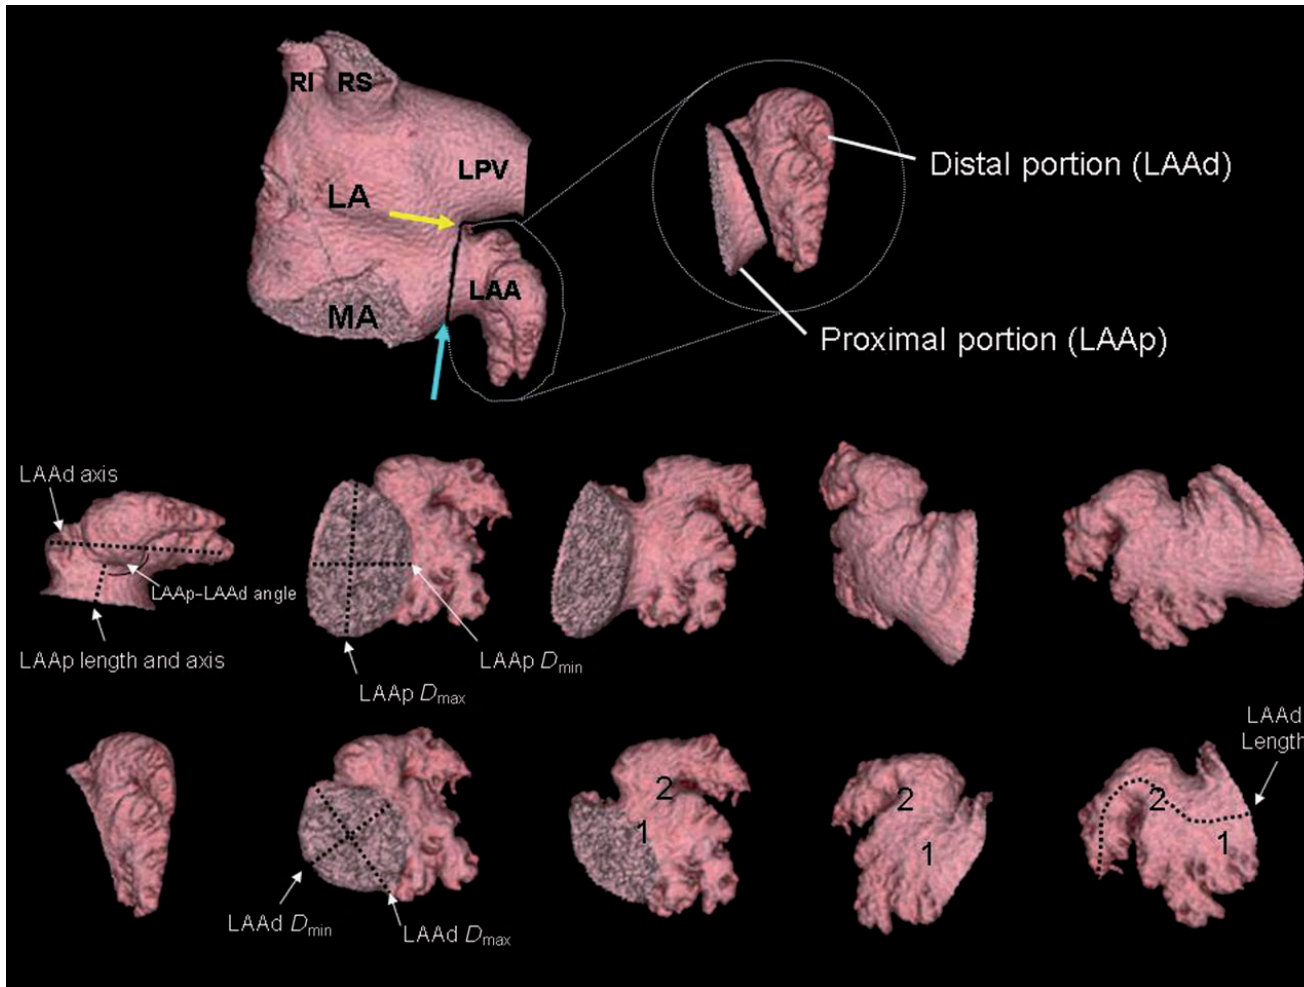 RI
RS
LPV
LA
LAA
MA
Distal portion (LAAd)
Proximal portion (LAAp)
LAAd axis
LAAp-LAAd angle
LAAp length and axis
LAAp Dmax
LAAp Dmin
LAAd
Length
2
1
2
1
2
1
LAAd Dmin
LAAd Dmax